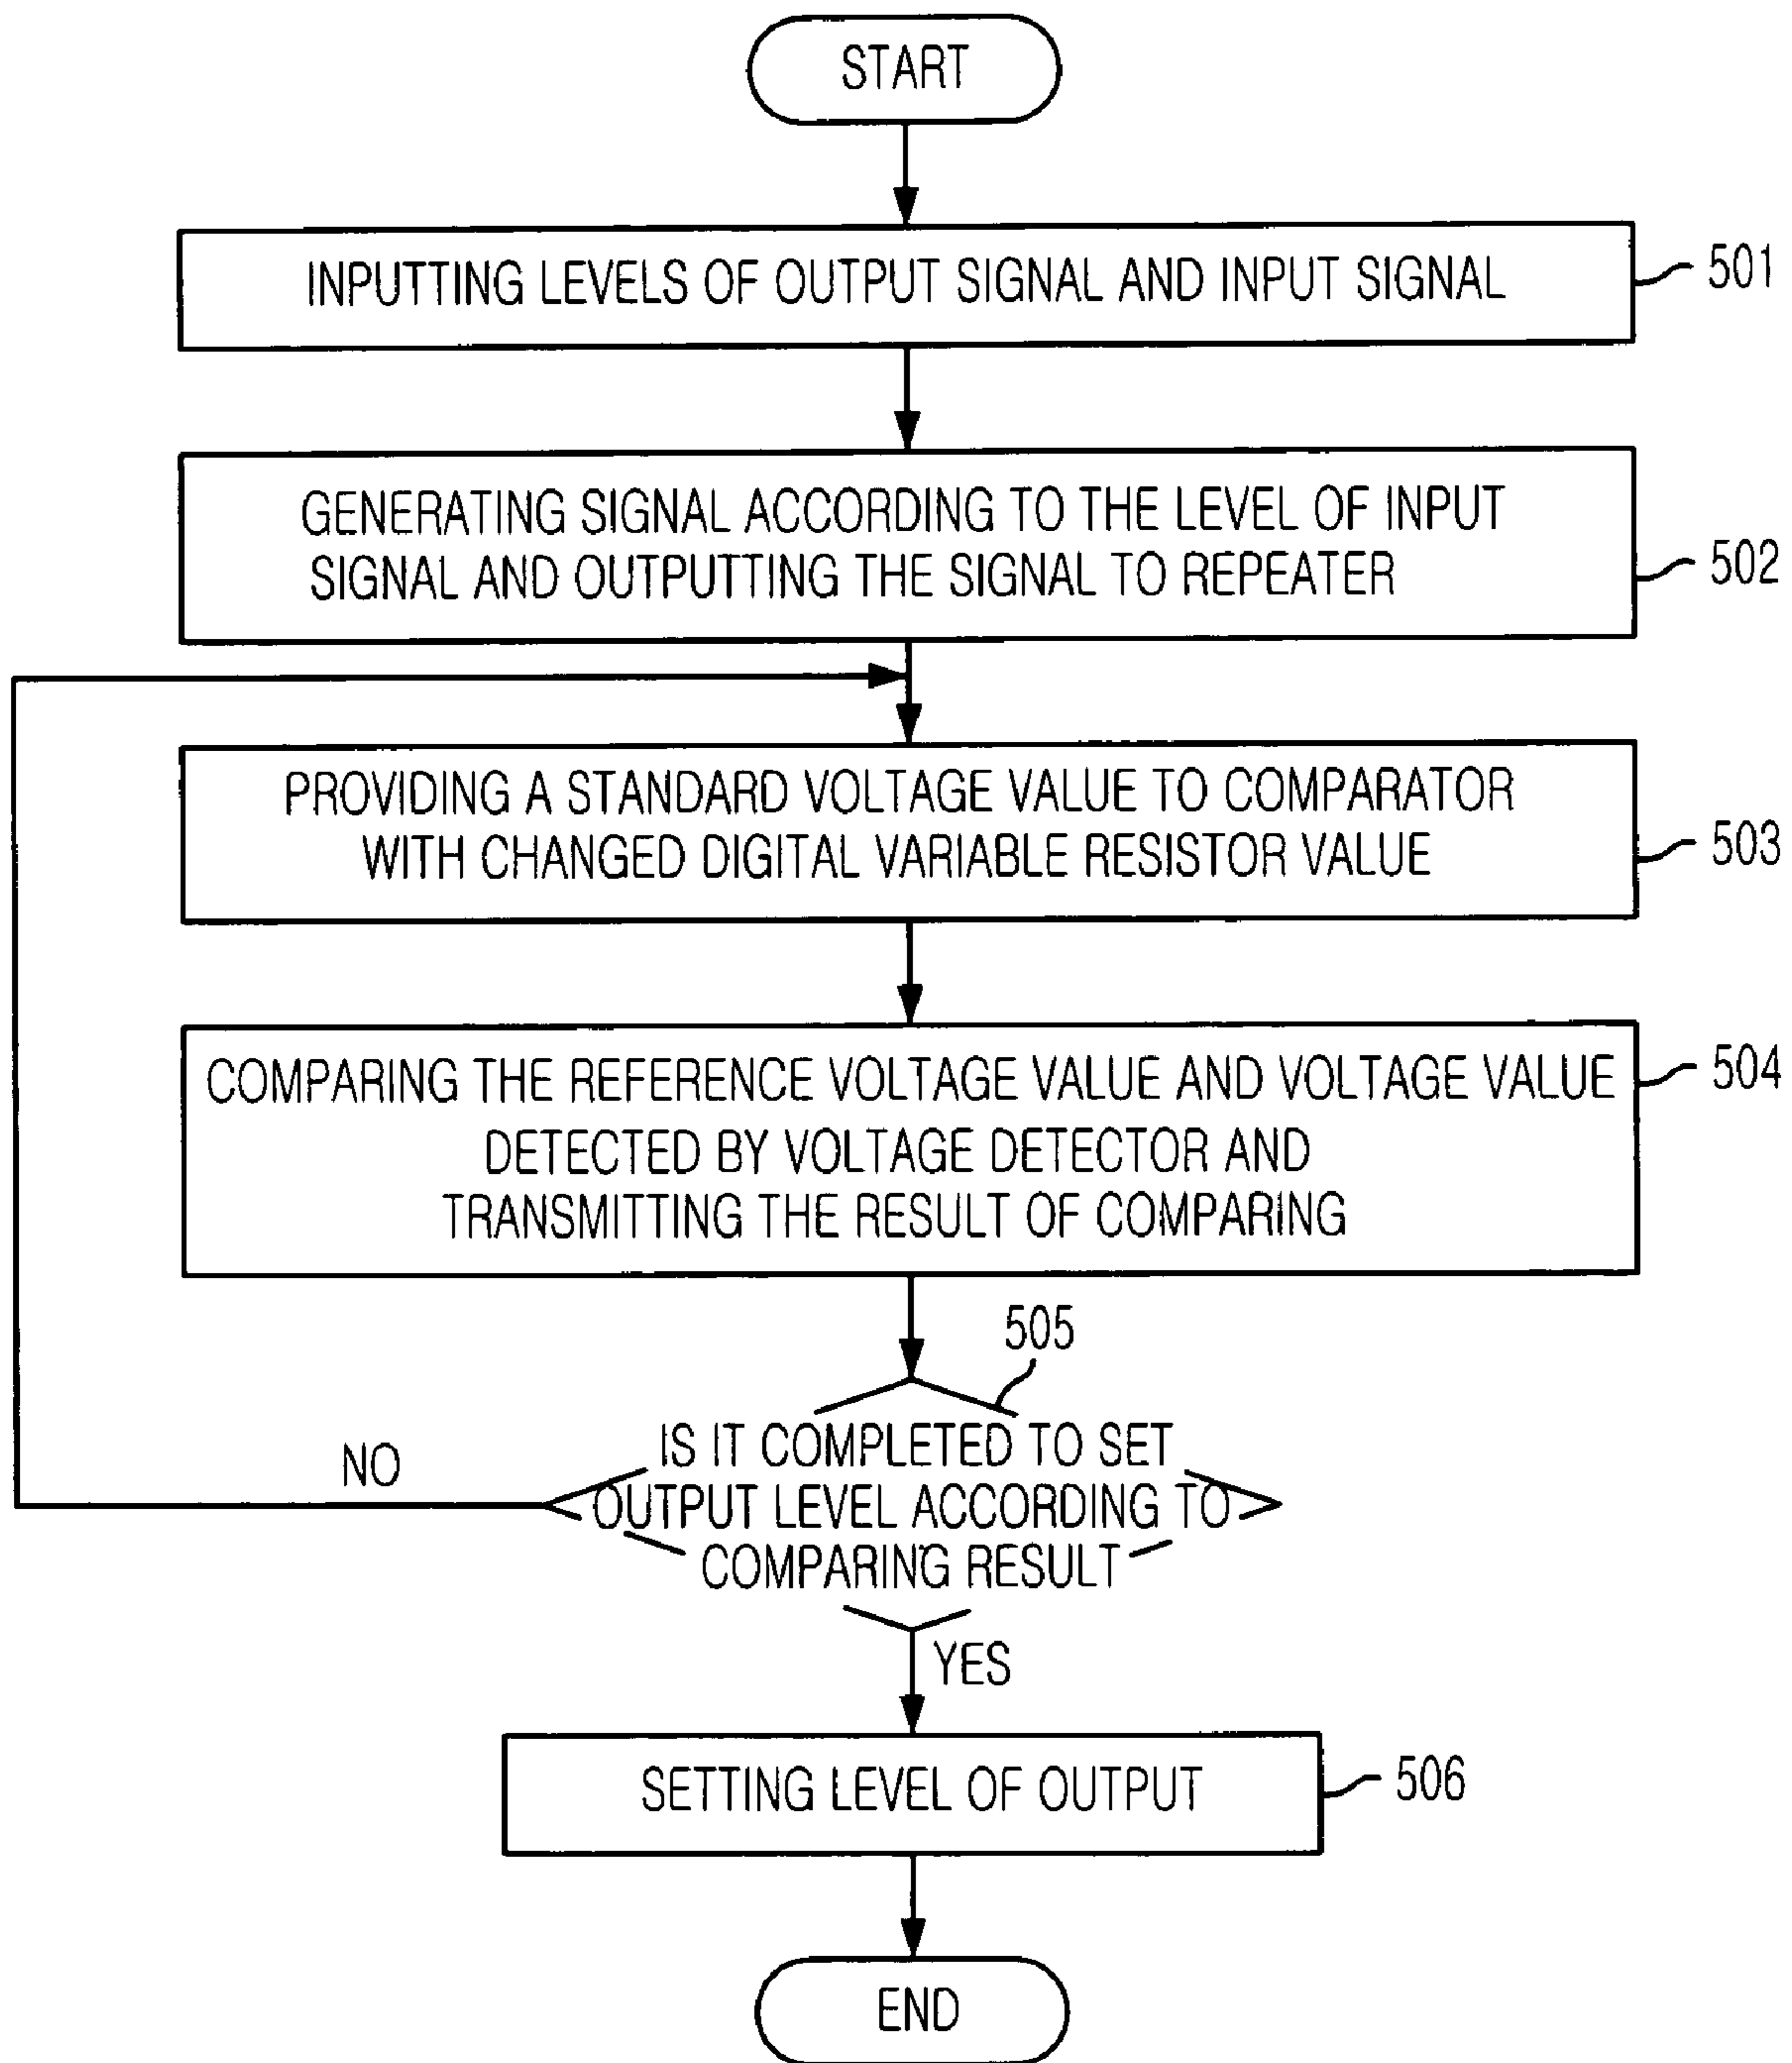 START
INPUTTING LEVELS OF OUTPUT SIGNAL AND INPUT SIGNAL
501
GENERATING SIGNAL ACCORDING TO THE LEVEL OF INPUT
SIGNAL AND OUTPUTTING THE SIGNAL TO REPEATER
502
PROVIDING A STANDARD VOLTAGE VALUE TO COMPARATOR
WITH CHANGED DIGITAL VARIABLE RESISTOR VALUE
503
COMPARING THE REFERENCE VOLTAGE VALUE AND VOLTAGE VALUE
DETECTED BY VOLTAGE DETECTOR AND
TRANSMITTING THE RESULT OF COMPARING
504
505
IS IT COMPLETED TO SET
OUTPUT LEVEL ACCORDING TO
COMPARING RESULT
NO
YES
SETTING LEVEL OF OUTPUT
506
END